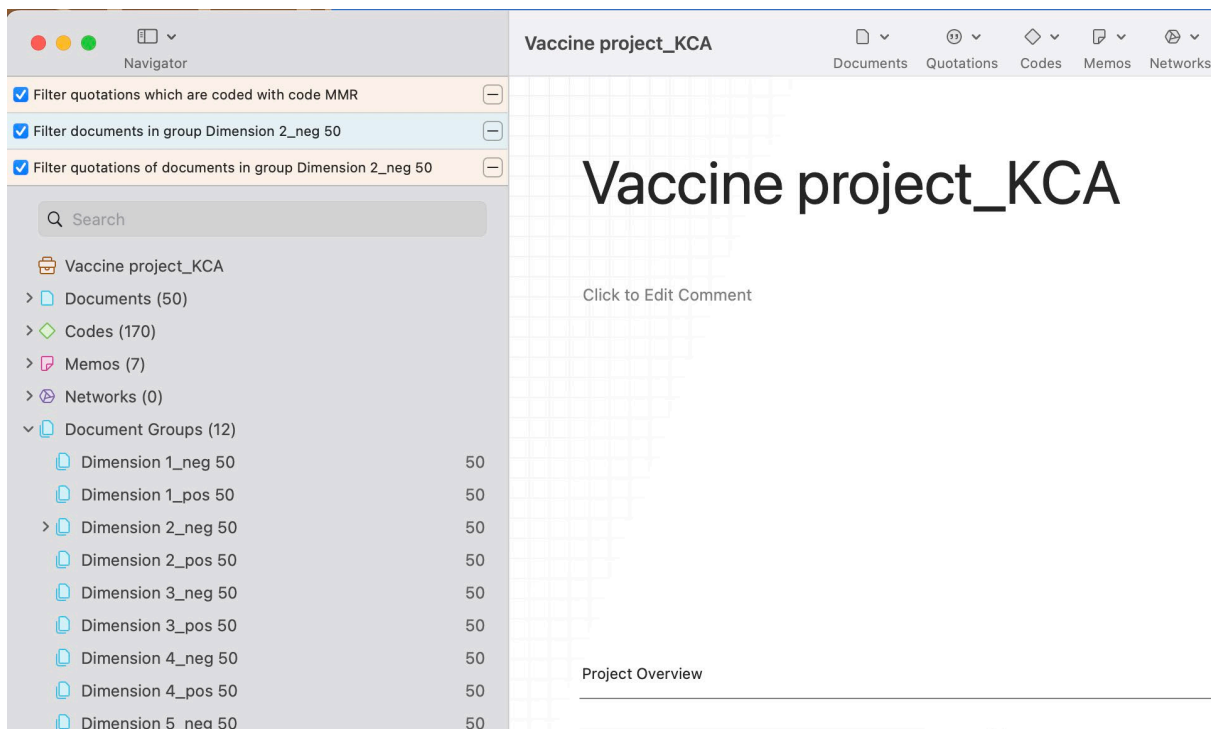 Navigator
Vaccine project_KCA
Documents
Quotations
Codes
Memos
Networks
Filter quotations which are coded with code MMR
Filter documents in group Dimension 2_neg 50
Filter quotations of documents in group Dimension 2_neg 50
Search
Vaccine project_KCA
Documents (50)
Codes (170)
Memos (7)
Networks (0)
Document Groups (12)
Dimension 1_neg 50 50
Dimension 1_pos 50 50
Dimension 2_neg 50 50
Dimension 2_pos 50 50
Dimension 3_neg 50 50
Dimension 3_pos 50 50
Dimension 4_neg 50 50
Dimension 4_pos 50 50
Dimension 5_neg 50 50
Vaccine project_KCA
Click to Edit Comment
Project Overview